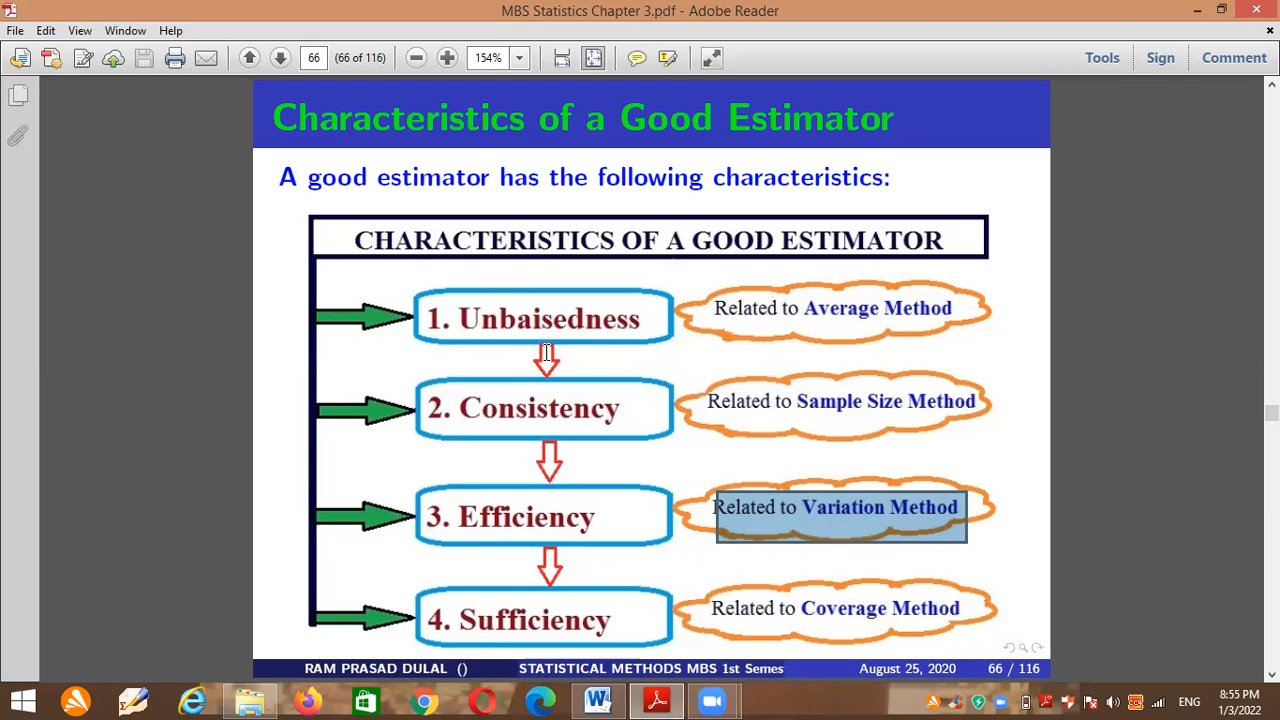 MBS Statistics Chapter 3.pdf - Adobe Reader
File Edit View Window Help
66 (66 of 116) 154% Tools Sign Comment
Characteristics of a Good Estimator
A good estimator has the following characteristics:
CHARACTERISTICS OF A GOOD ESTIMATOR
1. Unbaisedness Related to Average Method
2. Consistency Related to Sample Size Method
3. Efficiency Related to Variation Method
4. Sufficiency Related to Coverage Method
RAM PRASAD DULAL () STATISTICAL METHODS MBS 1st Semes August 25, 2020 66 / 116
ENG 8:55 PM
1/3/2022